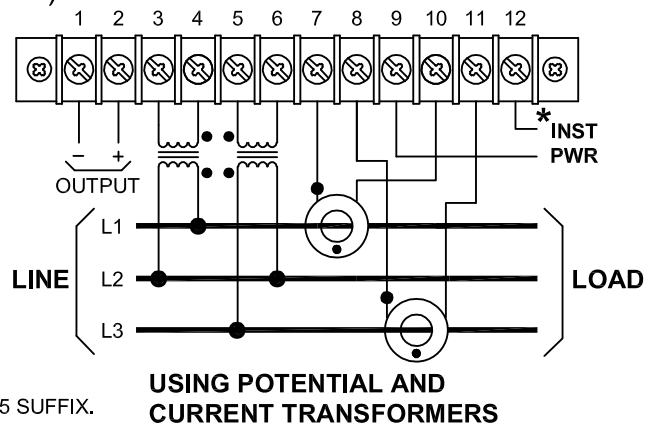 1 2 3 4 5 6 7 8 9 10 11 12
* INST
PWR
− +
OUTPUT
L1
LINE L2 LOAD
L3
USING POTENTIAL AND
5 SUFFIX. CURRENT TRANSFORMERS